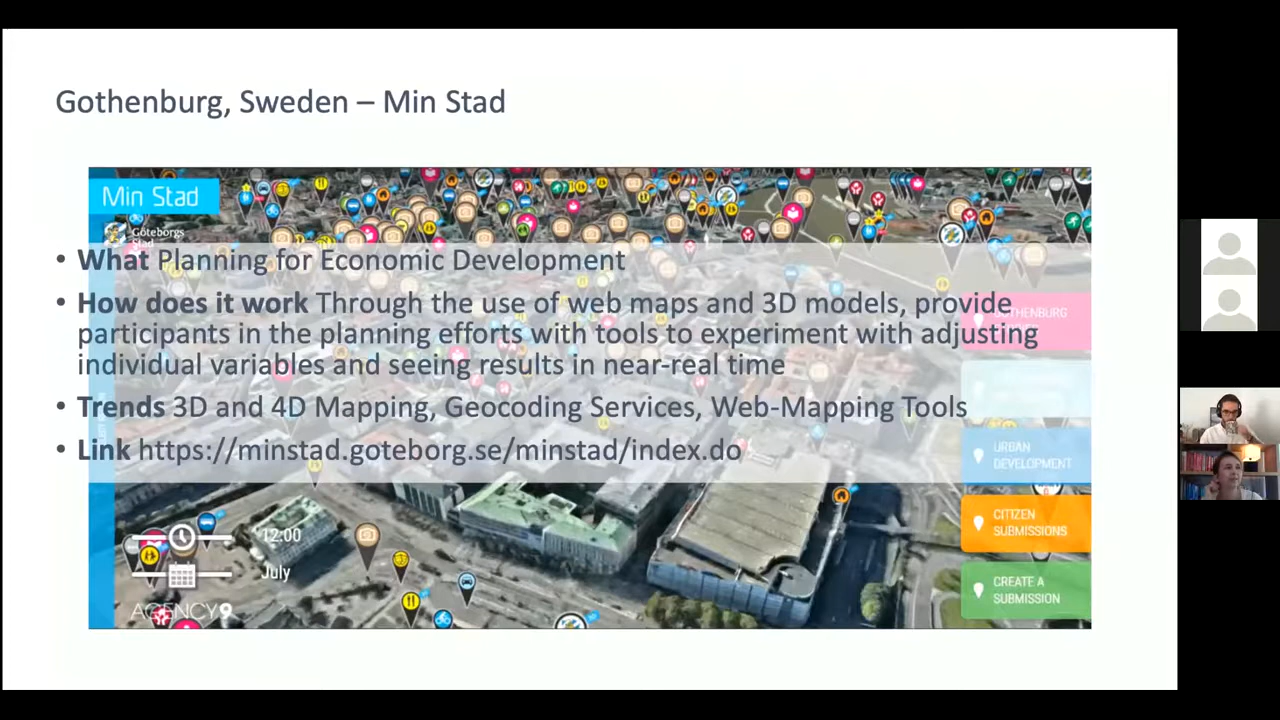 Gothenburg, Sweden – Min Stad
Min Stad
Göteborgs
Stad
• What Planning for Economic Development
• How does it work Through the use of web maps and 3D models, provide
participants in the planning efforts with tools to experiment with adjusting
individual variables and seeing results in near-real time
• Trends 3D and 4D Mapping, Geocoding Services, Web-Mapping Tools
• Link https://minstad.goteborg.se/minstad/index.do
GOTHENBURG
URBAN
DEVELOPMENT
CITIZEN
SUBMISSIONS
CREATE A
SUBMISSION
12:00
July
AGENCY9